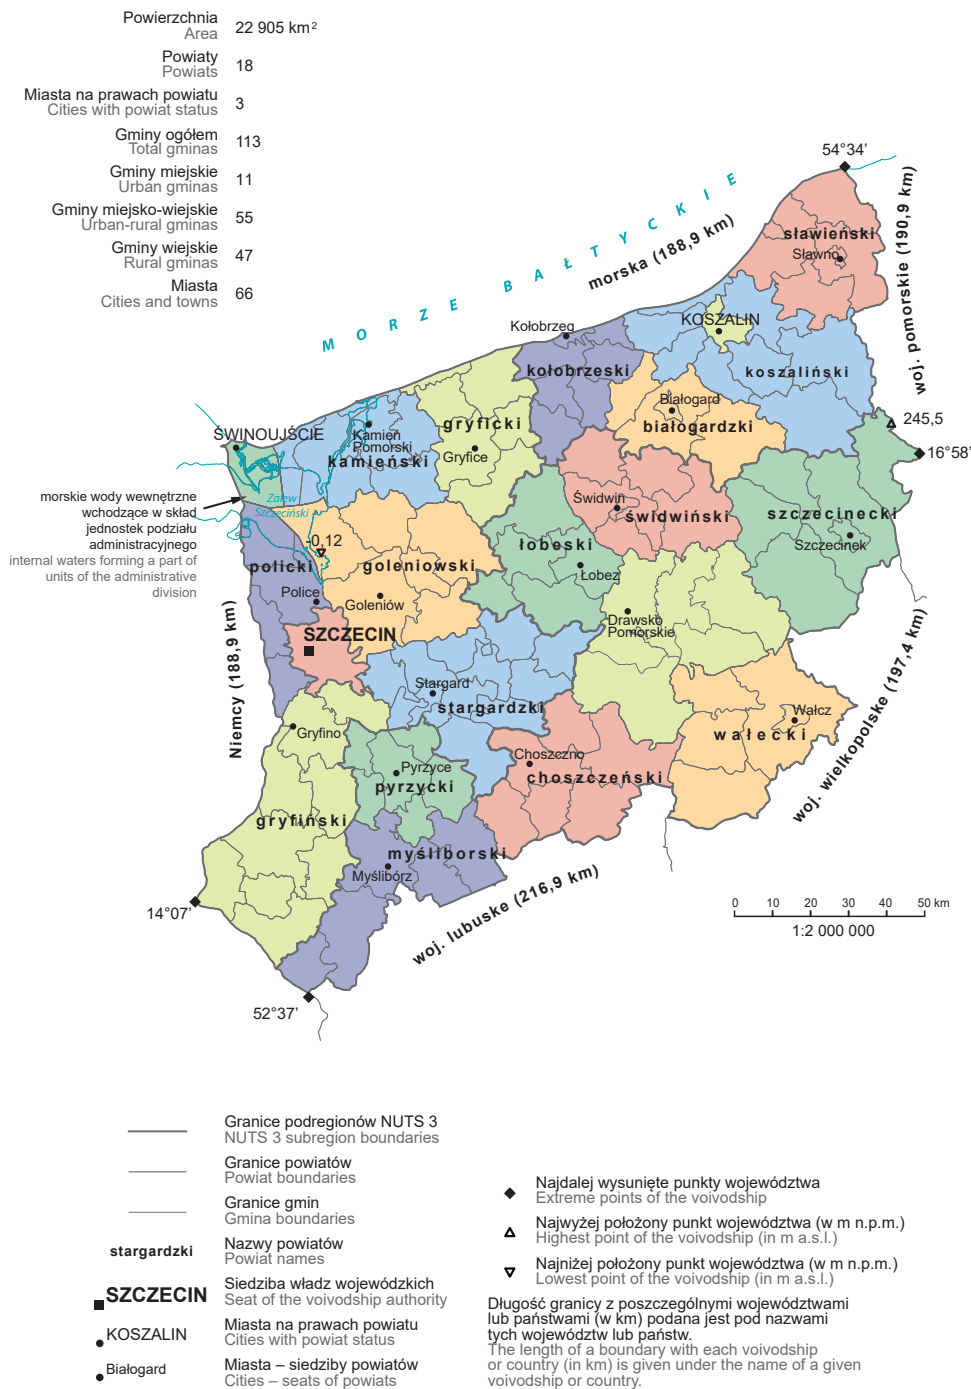 Powierzchnia
Area
22 905 km²
Powiaty
Powiats
18
Miasta na prawach powiatu
Cities with powiat status
3
Gminy ogółem
Total gminas
113
Gminy miejskie
Urban gminas
11
Gminy miejsko-wiejskie
Urban-rural gminas
55
Gminy wiejskie
Rural gminas
47
Miasta
Cities and towns
66
54°34’
MORZE BAŁTYCKIE
morska (188,9 km)
woj. pomorskie (190,9 km)
sławieński
Sławno
Kołobrzeg
KOSZALIN
kołobrzeski
koszaliński
Białogard
białogardzki
245,5
16°58’
gryficki
Gryfice
ŚWINOUJŚCIE
Kamień
Pomorski
kamieński
morskie wody wewnętrzne
wchodzące w skład
jednostek podziału
administracyjnego
internal waters forming a part of
units of the administrative
division
Zalew
Szczeciński
Świdwin
świdwiński
szczecinecki
Szczecinek
-0,12
policki
goleniowski
łobeski
Łobez
Police
Goleniów
Drawsko
Pomorskie
SZCZECIN
Niemcy (188,9 km)
Stargard
stargardzki
woj. wielkopolskie (197,4 km)
Wałcz
wałecki
Gryfino
Choszczno
choszczeński
Pyrzyce
pyrzycki
gryfiński
myśliborski
Myślibórz
14°07’
woj. lubuske (216,9 km)
0 10 20 30 40 50 km
1:2 000 000
52°37’
Granice podregionów NUTS 3
NUTS 3 subregion boundaries
Granice powiatów
Powiat boundaries
Granice gmin
Gmina boundaries
stargardzki
Nazwy powiatów
Powiat names
SZCZECIN
Siedziba władz wojewódzkich
Seat of the voivodship authority
KOSZALIN
Miasta na prawach powiatu
Cities with powiat status
Białogard
Miasta – siedziby powiatów
Cities – seats of powiats
Najdalej wysunięte punkty województwa
Extreme points of the voivodship
Najwyżej położony punkt województwa (w m n.p.m.)
Highest point of the voivodship (in m a.s.l.)
Najniżej położony punkt województwa (w m n.p.m.)
Lowest point of the voivodship (in m a.s.l.)
Długość granicy z poszczególnymi województwami
lub państwami (w km) podana jest pod nazwami
tych województw lub państw.
The length of a boundary with each voivodship
or country (in km) is given under the name of a given
voivodship or country.